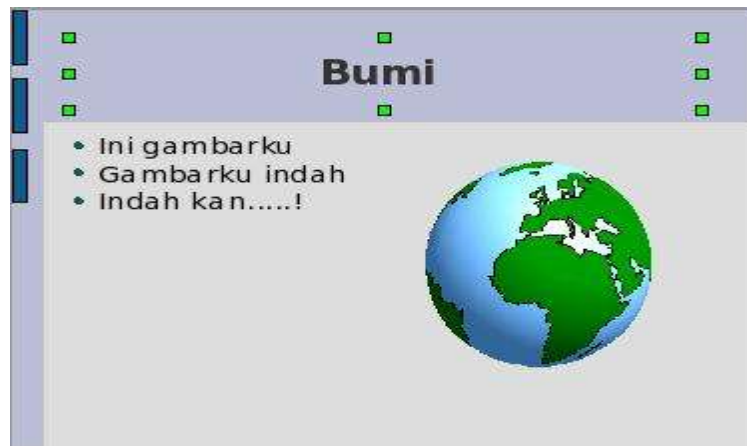 Bumi
• Ini gambarku
• Gambarku indah
• Indah kan.....!